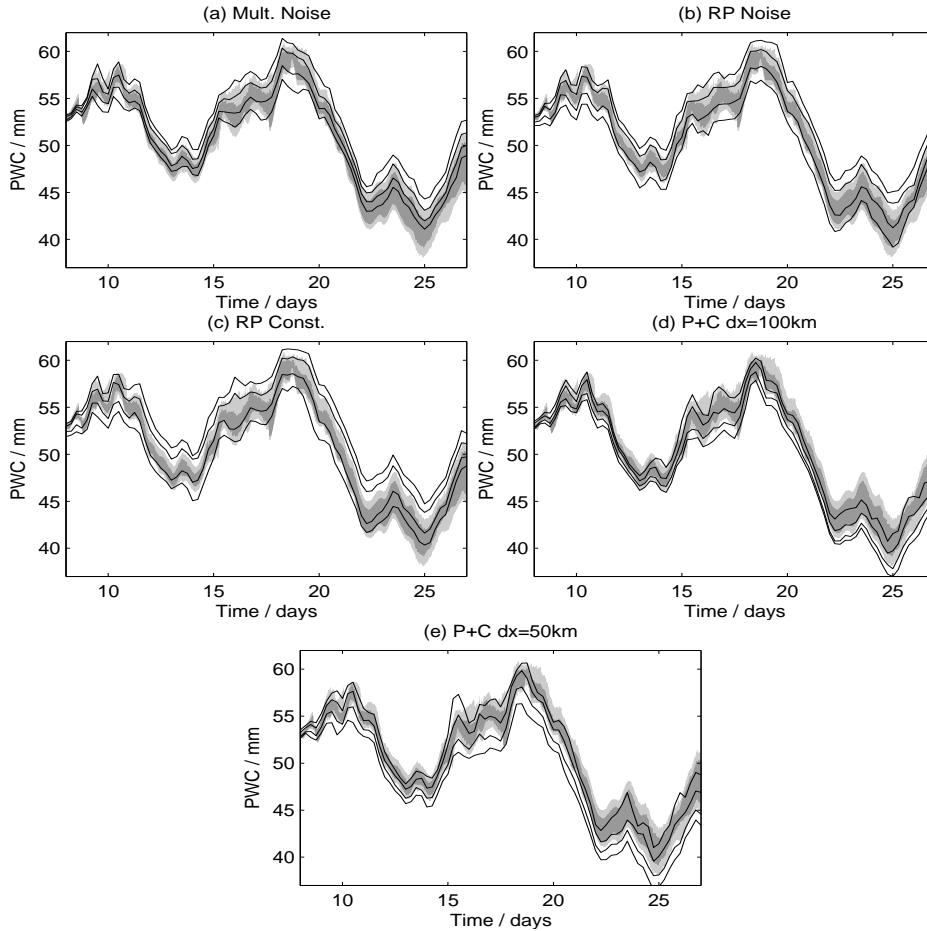 (a) Mult. Noise
(b) RP Noise
60
55
50
45
40
PWC / mm
10 15 20 25
Time / days
60
55
50
45
40
PWC / mm
10 15 20 25
Time / days
(c) RP Const.
(d) P+C dx=100km
60
55
50
45
40
PWC / mm
10 15 20 25
Time / days
60
55
50
45
40
PWC / mm
10 15 20 25
Time / days
(e) P+C dx=50km
60
55
50
45
40
PWC / mm
10 15 20 25
Time / days